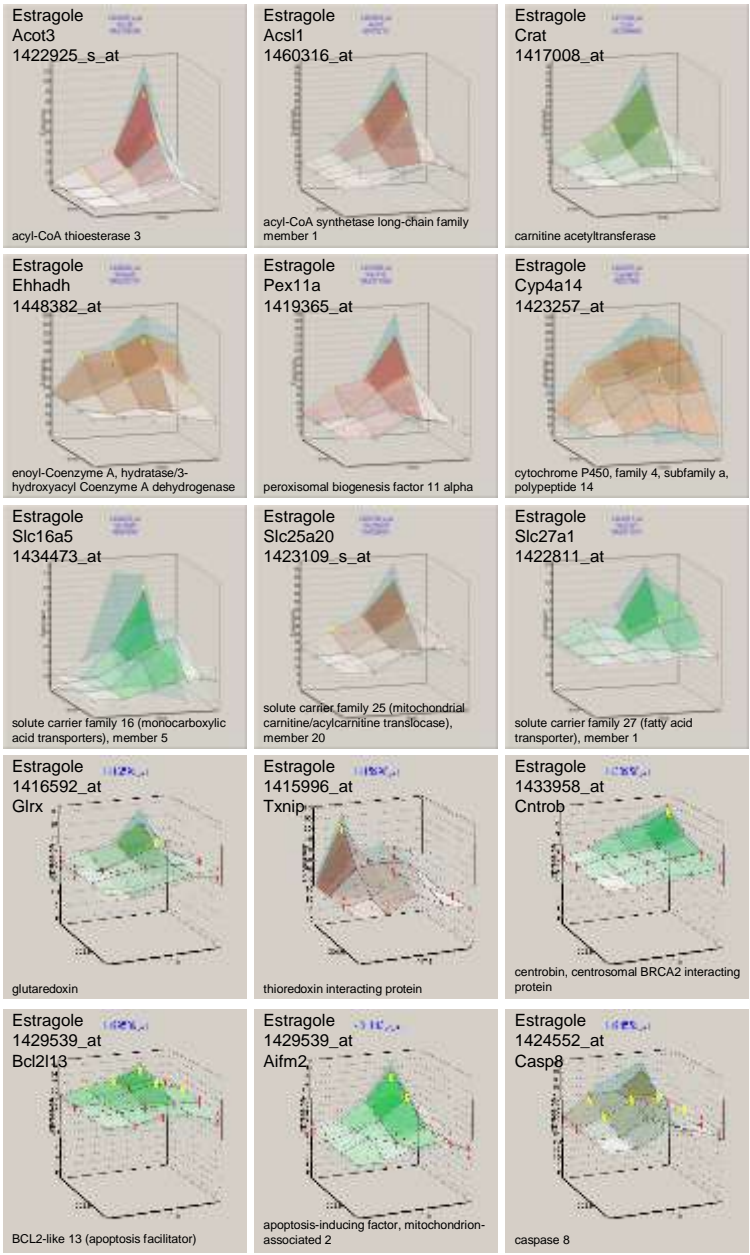 Estragole
Acot3
1422925_s_at
acyl-CoA thioesterase 3
Estragole
Acsl1
1460316_at
acyl-CoA synthetase long-chain family
member 1
Estragole
Crat
1417008_at
carnitine acetyltransferase
Estragole
Ehhadh
1448382_at
enoyl-Coenzyme A, hydratase/3-
hydroxyacyl Coenzyme A dehydrogenase
Estragole
Pex11a
1419365_at
peroxisomal biogenesis factor 11 alpha
Estragole
Cyp4a14
1423257_at
cytochrome P450, family 4, subfamily a,
polypeptide 14
Estragole
Slc16a5
1434473_at
solute carrier family 16 (monocarboxylic
acid transporters), member 5
Estragole
Slc25a20
1423109_s_at
solute carrier family 25 (mitochondrial
carnitine/acylcarnitine translocase),
member 20
Estragole
Slc27a1
1422811_at
solute carrier family 27 (fatty acid
transporter), member 1
Estragole
1416592_at
Glrx
glutaredoxin
Estragole
1415996_at
Txnip
thioredoxin interacting protein
Estragole
1433958_at
Cntrob
centrobin, centrosomal BRCA2 interacting
protein
Estragole
1429539_at
Bcl2l13
BCL2-like 13 (apoptosis facilitator)
Estragole
1429539_at
Aifm2
apoptosis-inducing factor, mitochondrion-
associated 2
Estragole
1424552_at
Casp8
caspase 8